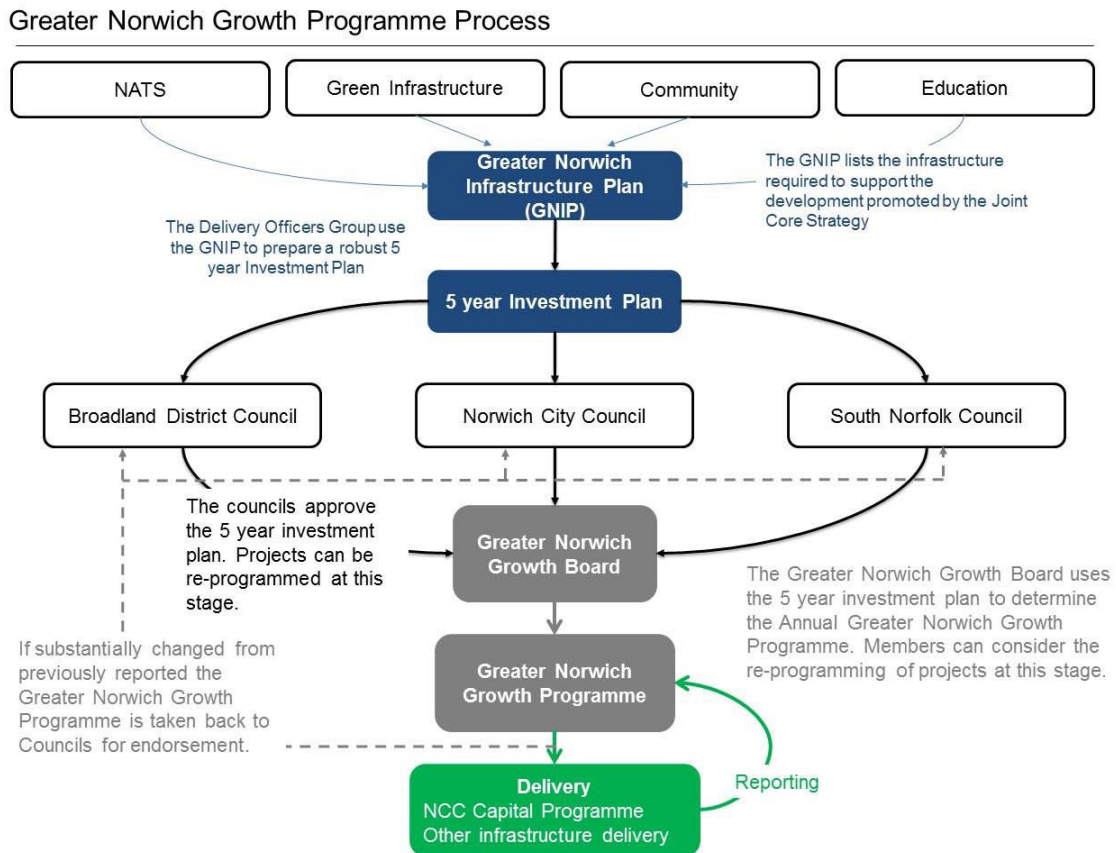 Greater Norwich Growth Programme Process
NATS
Green Infrastructure
Community
Education
Greater Norwich
Infrastructure Plan
(GNIP)
The GNIP lists the infrastructure
required to support the
development promoted by the Joint
Core Strategy
The Delivery Officers Group use
the GNIP to prepare a robust 5
year Investment Plan
5 year Investment Plan
Broadland District Council
Norwich City Council
South Norfolk Council
The councils approve
the 5 year investment
plan. Projects can be
re-programmed at this
stage.
Greater Norwich
Growth Board
The Greater Norwich Growth Board uses
the 5 year investment plan to determine
the Annual Greater Norwich Growth
Programme. Members can consider the
re-programming of projects at this stage.
If substantially changed from
previously reported the
Greater Norwich Growth
Programme is taken back to
Councils for endorsement.
Greater Norwich
Growth Programme
Reporting
Delivery
NCC Capital Programme
Other infrastructure delivery